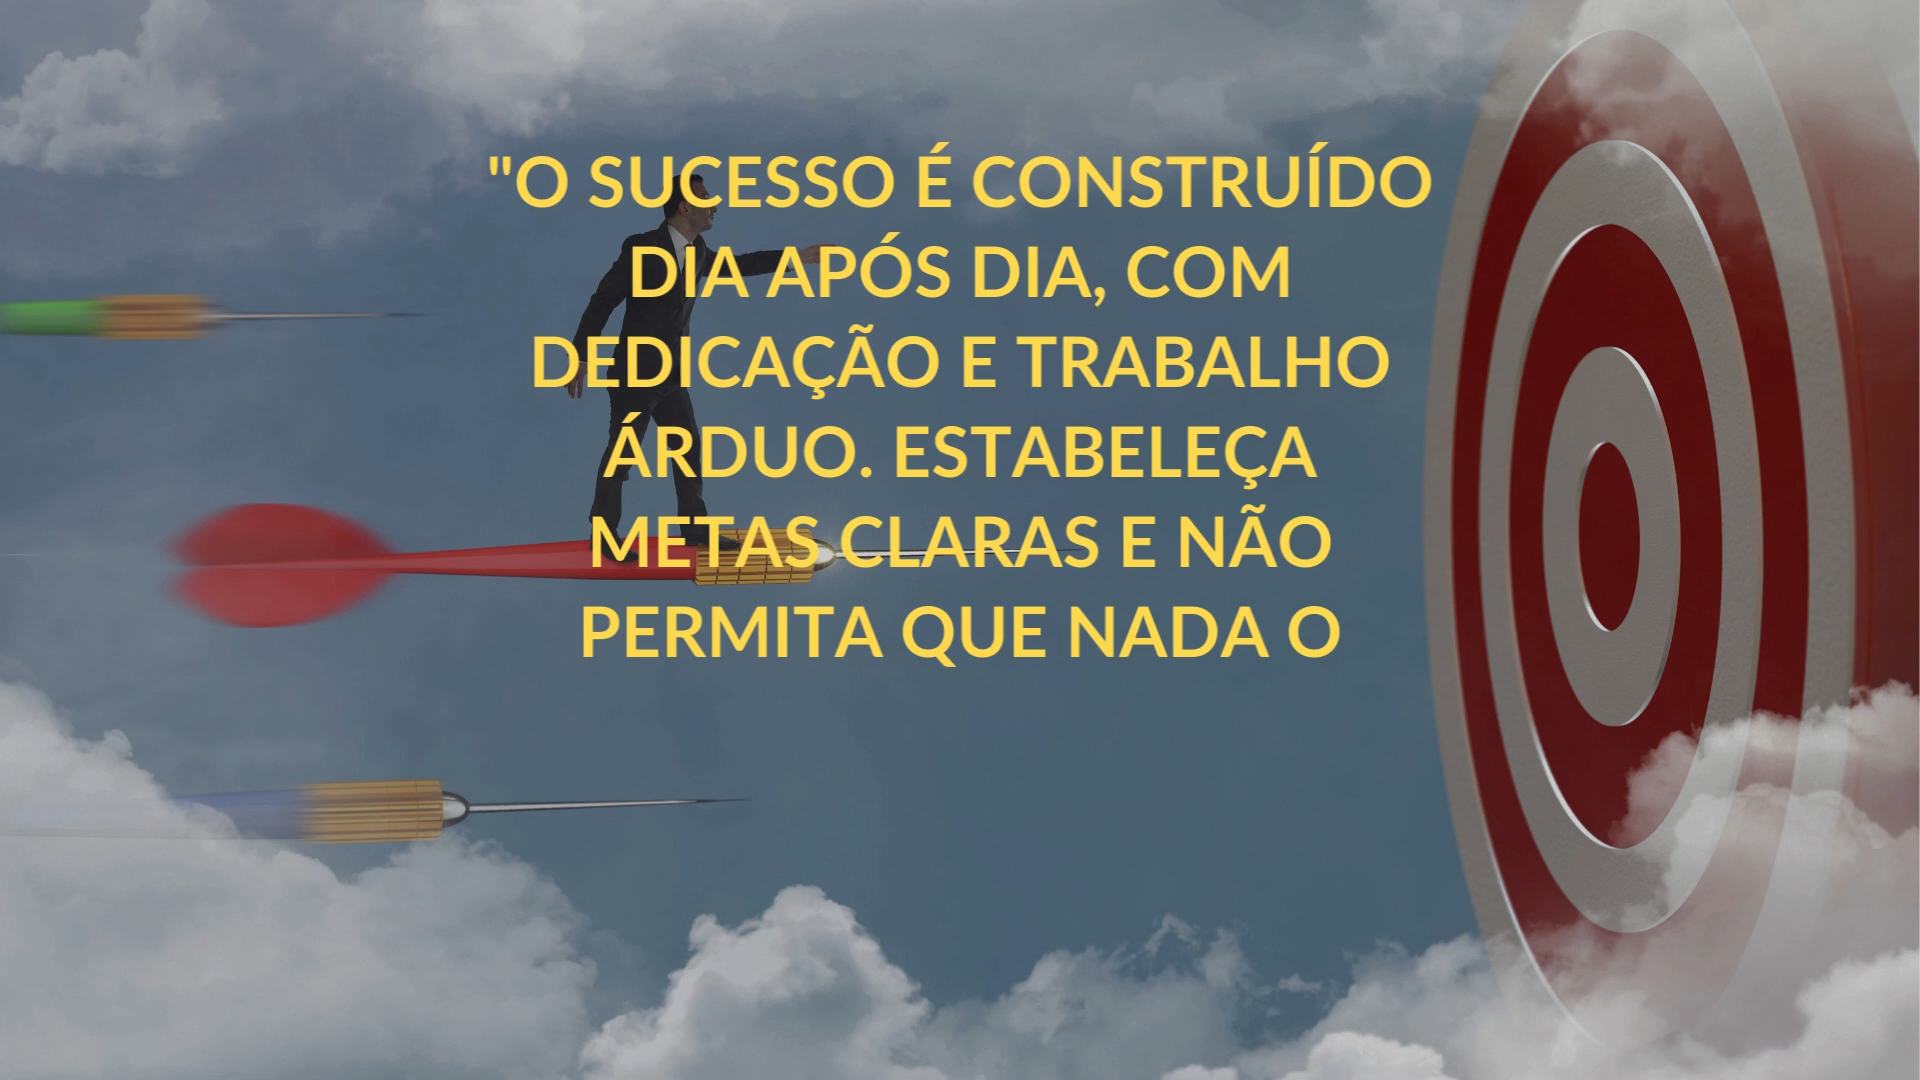 "O SUCESSO É CONSTRUÍDO
DIA APÓS DIA, COM
DEDICAÇÃO E TRABALHO
ÁRDUO. ESTABELEÇA
METAS CLARAS E NÃO
PERMITA QUE NADA O